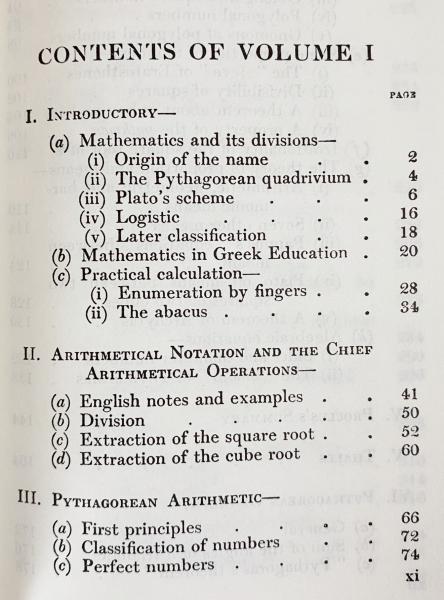 CONTENTS OF VOLUME I
PAGE
I. INTRODUCTORY—
(a) Mathematics and its divisions—
(i) Origin of the name . . 2
(ii) The Pythagorean quadrivium . 4
(iii) Plato's scheme . . . 6
(iv) Logistic . . . . 16
(v) Later classification . . 18
(b) Mathematics in Greek Education . 20
(c) Practical calculation—
(i) Enumeration by fingers . . 28
(ii) The abacus . . . . 34
II. ARITHMETICAL NOTATION AND THE CHIEF
ARITHMETICAL OPERATIONS—
(a) English notes and examples . . 41
(b) Division . . . . 50
(c) Extraction of the square root . . 52
(d) Extraction of the cube root . . 60
III. PYTHAGOREAN ARITHMETIC—
(a) First principles . . . . 66
(b) Classification of numbers . . 72
(c) Perfect numbers . . . . 74
xi